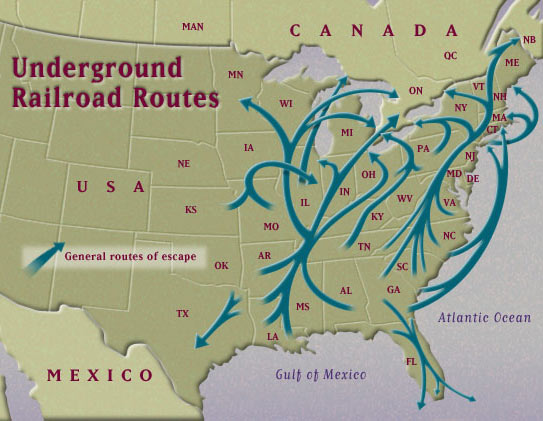 MAN
CANADA
NB
QC
ME
Underground
Railroad Routes
MN
ON
VT
NH
WI
NY
MA
MI
CT
IA
PA
NJ
NE
OH
MD
DE
USA
IN
IL
WV
VA
KS
KY
MO
NC
TN
General routes of escape
AR
OK
SC
AL
GA
MS
TX
Atlantic Ocean
LA
FL
MEXICO
Gulf of Mexico